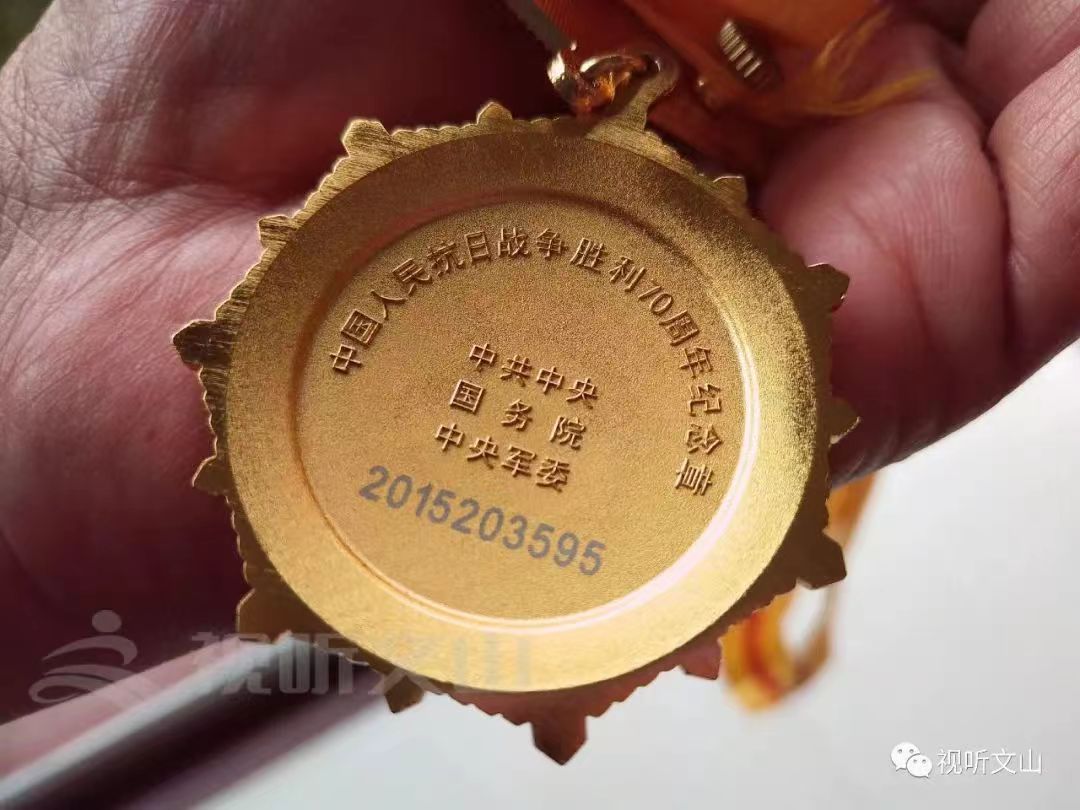 中国人民抗日战争胜利70周年纪念章
中共中央
国务院
中央军委
2015203595
视听文山
视听文山